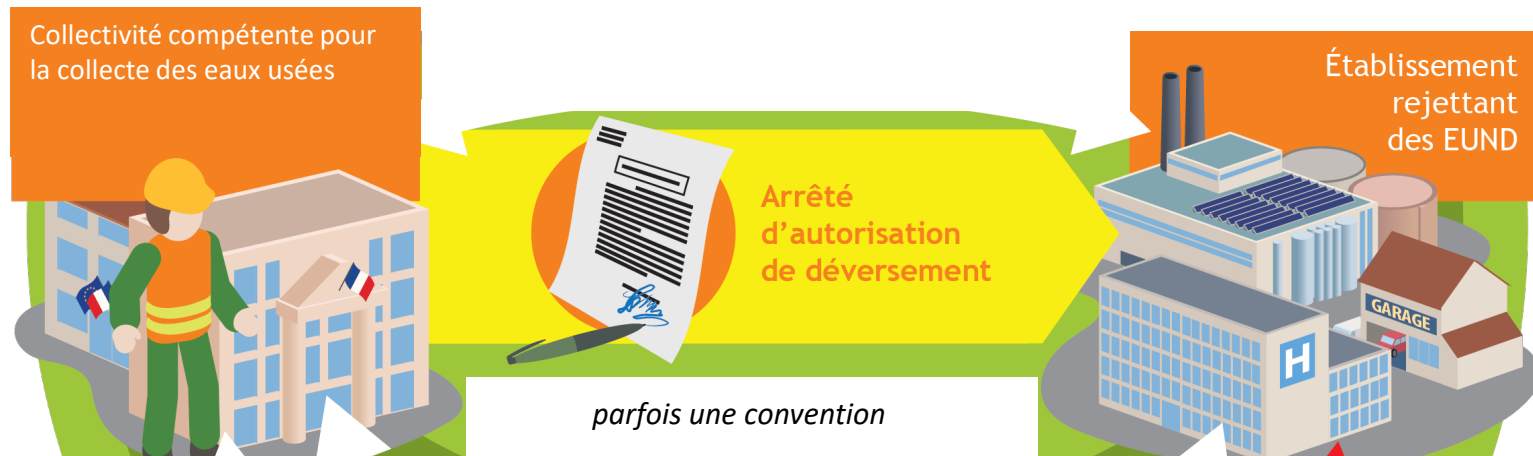 Collectivité compétente pour
la collecte des eaux usées
Établissement
rejettant
des EUND
Arrêté
d'autorisation
de déversement
GARAGE
H
parfois une convention